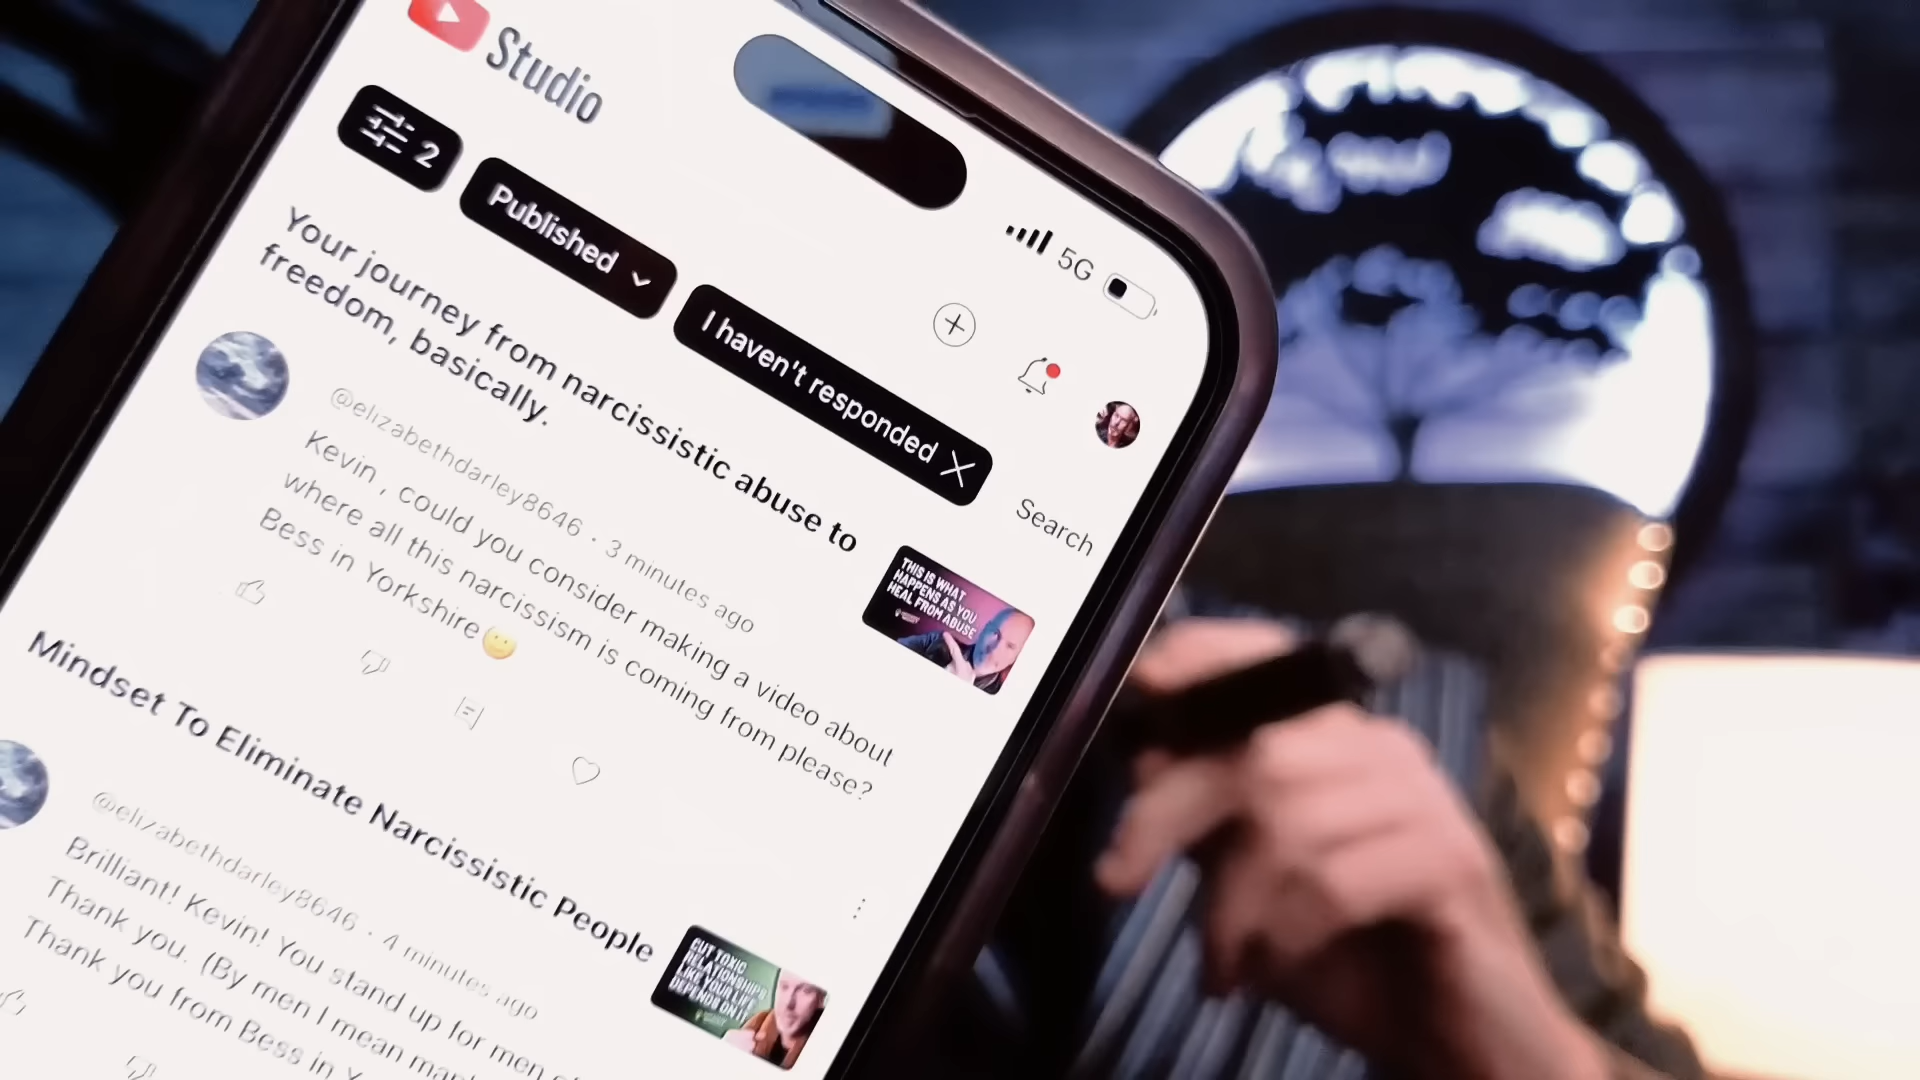 Studio
5G
2
Published
I haven't responded
Search
Your journey from narcissistic abuse to
freedom, basically.
@elizabethdarley8646 · 3 minutes ago
Kevin , could you consider making a video about
where all this narcissism is coming from please?
Bess in Yorkshire🙂
THIS IS WHAT
HAPPENS AS YOU
HEAL FROM ABUSE
Mindset To Eliminate Narcissistic People
@elizabethdarley8646 · 4 minutes ago
Brilliant! Kevin! You stand up for men
Thank you. (By men I mean
Thank you from Bess in
CUT TOXIC
RELATIONSHIPS
LIKE YOUR LIFE
DEPENDS ON IT